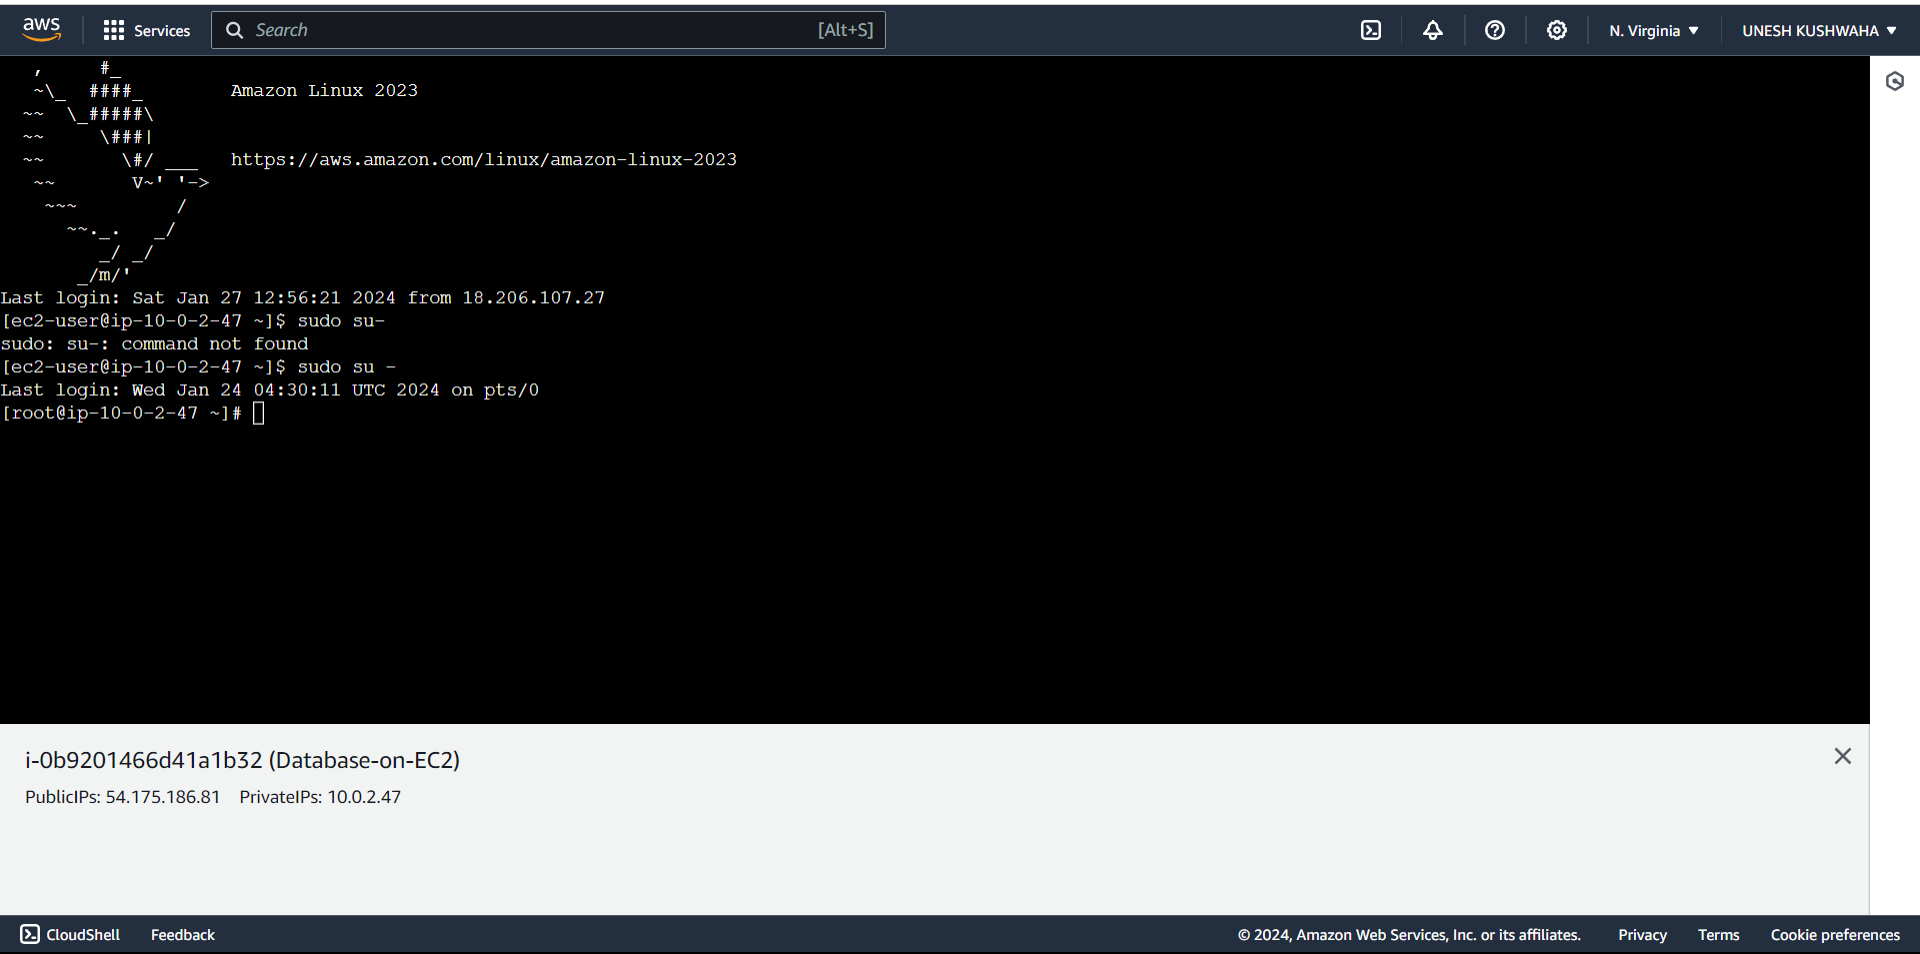 aws Services Search [Alt+S] N. Virginia UNESH KUSHWAHA
   ,     #_
   ~\_  ####_        Amazon Linux 2023
  ~~  \_#####\
  ~~     \###|
  ~~       \#/ ___   https://aws.amazon.com/linux/amazon-linux-2023
   ~~       V~' '->
    ~~~         /
      ~~._.   _/
         _/ _/
       _/m/'
Last login: Sat Jan 27 12:56:21 2024 from 18.206.107.27
[ec2-user@ip-10-0-2-47 ~]$ sudo su-
sudo: su-: command not found
[ec2-user@ip-10-0-2-47 ~]$ sudo su -
Last login: Wed Jan 24 04:30:11 UTC 2024 on pts/0
[root@ip-10-0-2-47 ~]#
i-0b9201466d41a1b32 (Database-on-EC2)
PublicIPs: 54.175.186.81 PrivateIPs: 10.0.2.47
CloudShell Feedback © 2024, Amazon Web Services, Inc. or its affiliates. Privacy Terms Cookie preferences